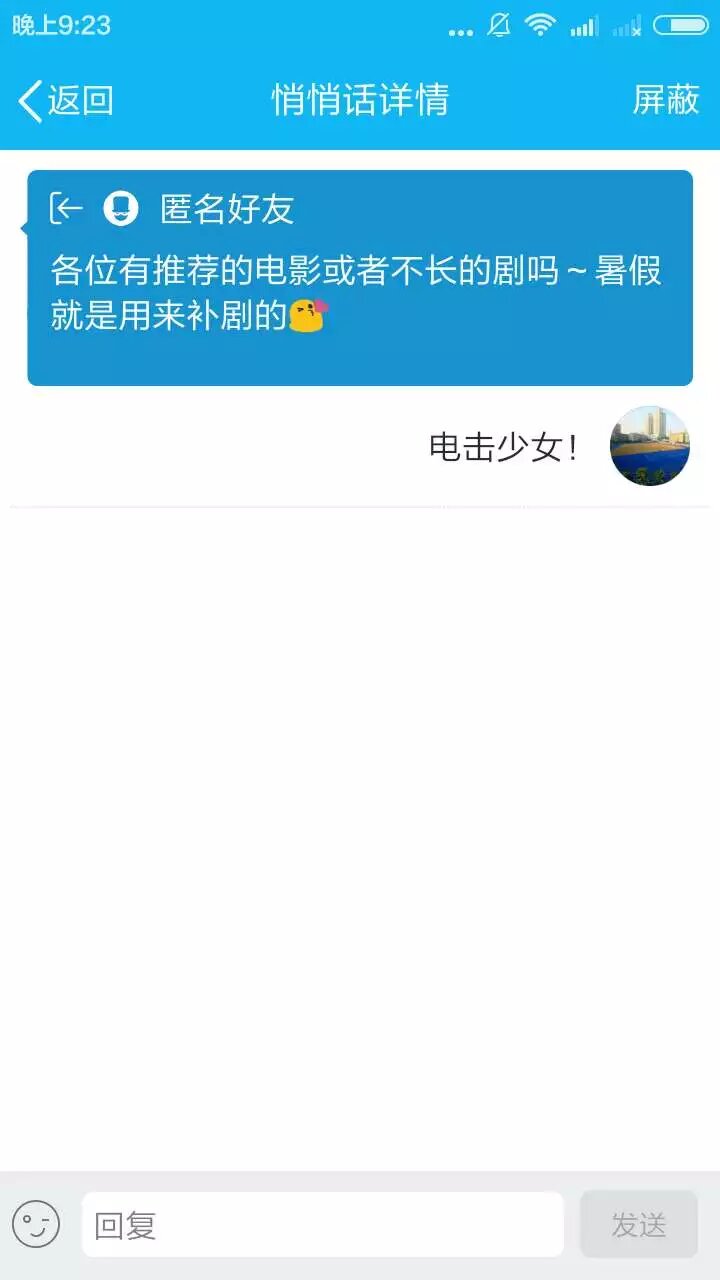 晚上9:23
返回
悄悄话详情
屏蔽
匿名好友
各位有推荐的电影或者不长的剧吗～暑假
就是用来补剧的
电击少女！
回复
发送